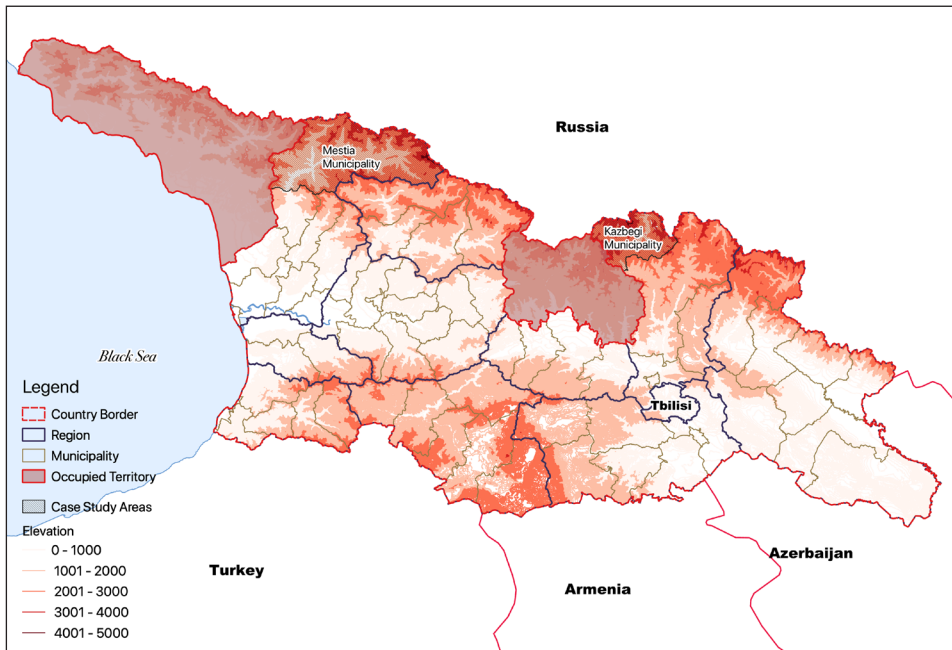 Russia
Mestia
Municipality
Kazbegi
Municipality
Black Sea
Tbilisi
Legend
Country Border
Region
Municipality
Occupied Territory
Case Study Areas
Elevation
0 - 1000
1001 - 2000
2001 - 3000
3001 - 4000
4001 - 5000
Turkey
Armenia
Azerbaijan